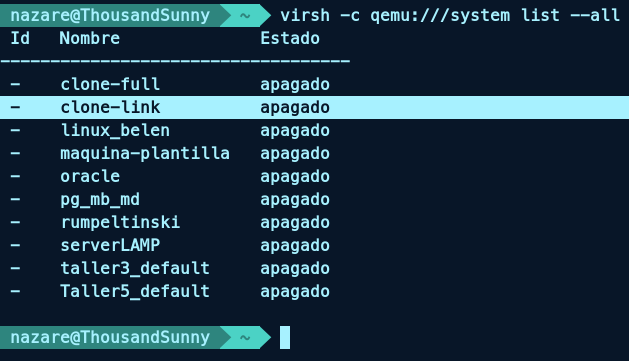 nazare@ThousandSunny ~ virsh -c qemu:///system list --all
Id Nombre Estado
-----------------------------------
- clone-full apagado
- clone-link apagado
- linux_belen apagado
- maquina-plantilla apagado
- oracle apagado
- pg_mb_md apagado
- rumpeltinski apagado
- serverLAMP apagado
- taller3_default apagado
- Taller5_default apagado
nazare@ThousandSunny ~